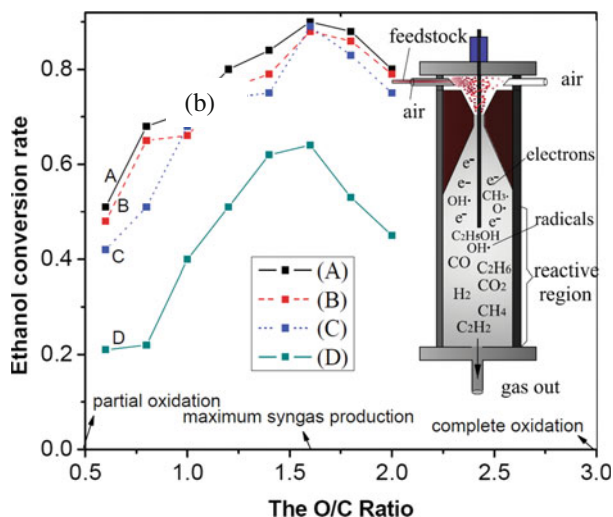 Ethanol conversion rate
0.8
0.6
0.4
0.2
0.0
0.5
1.0
1.5
2.0
2.5
3.0
The O/C Ratio
(b)
A
B
C
D
(A)
(B)
(C)
(D)
partial oxidation
maximum syngas production
complete oxidation
feedstock
air
air
electrons
e⁻
e⁻
e⁻
CH₃•
OH•
O•
e⁻
e⁻
C₂H₅OH
OH•
radicals
CO
C₂H₆
CO₂
reactive
region
H₂
CH₄
C₂H₂
gas out